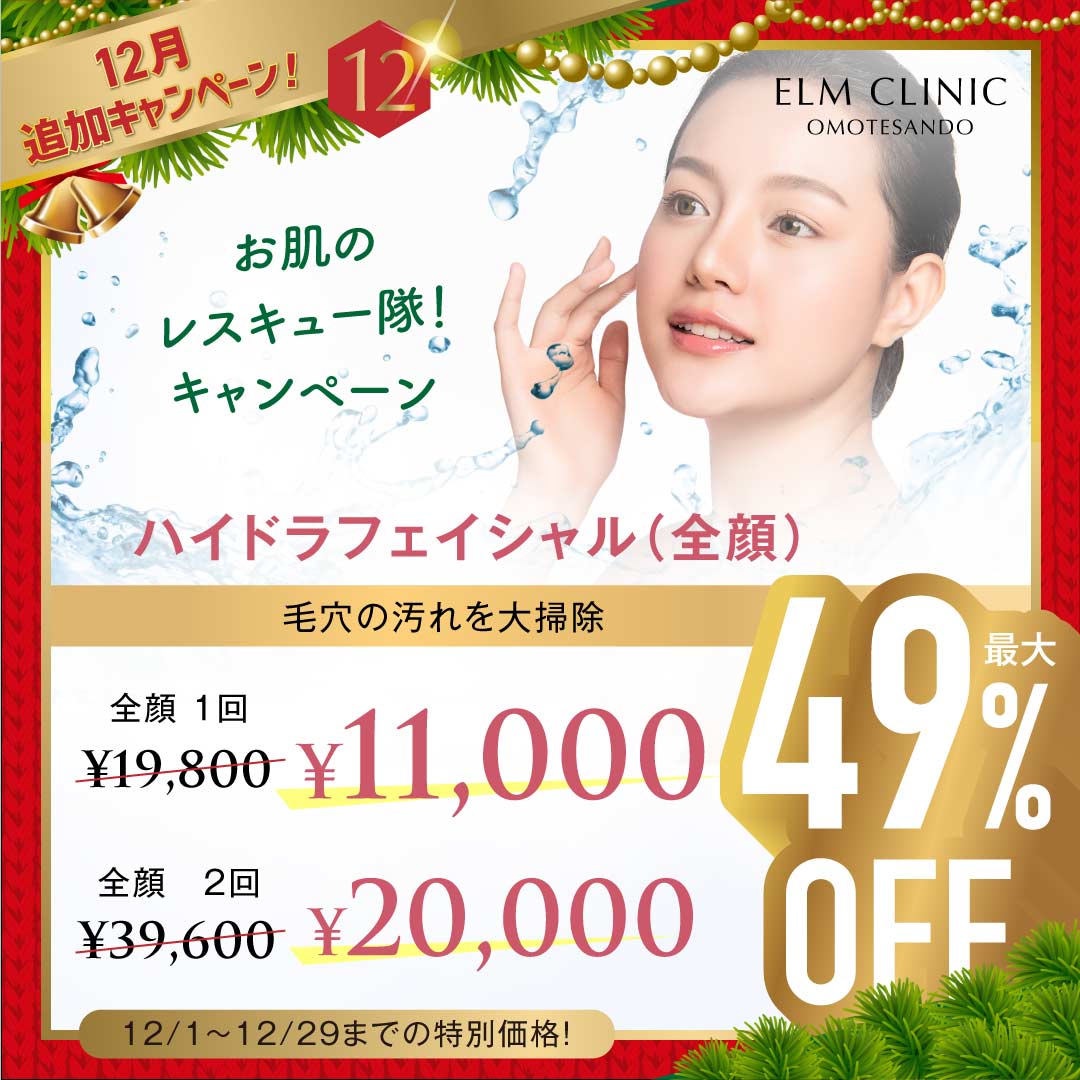 12月
追加キャンペーン!
12
ELM CLINIC
OMOTESANDO
お肌の
レスキュー隊!
キャンペーン
ハイドラフェイシャル(全顔)
毛穴の汚れを大掃除
全顔 1回
¥19,800 ¥11,000
全顔 2回
¥39,600 ¥20,000
最大
49%
OFF
12/1〜12/29までの特別価格!